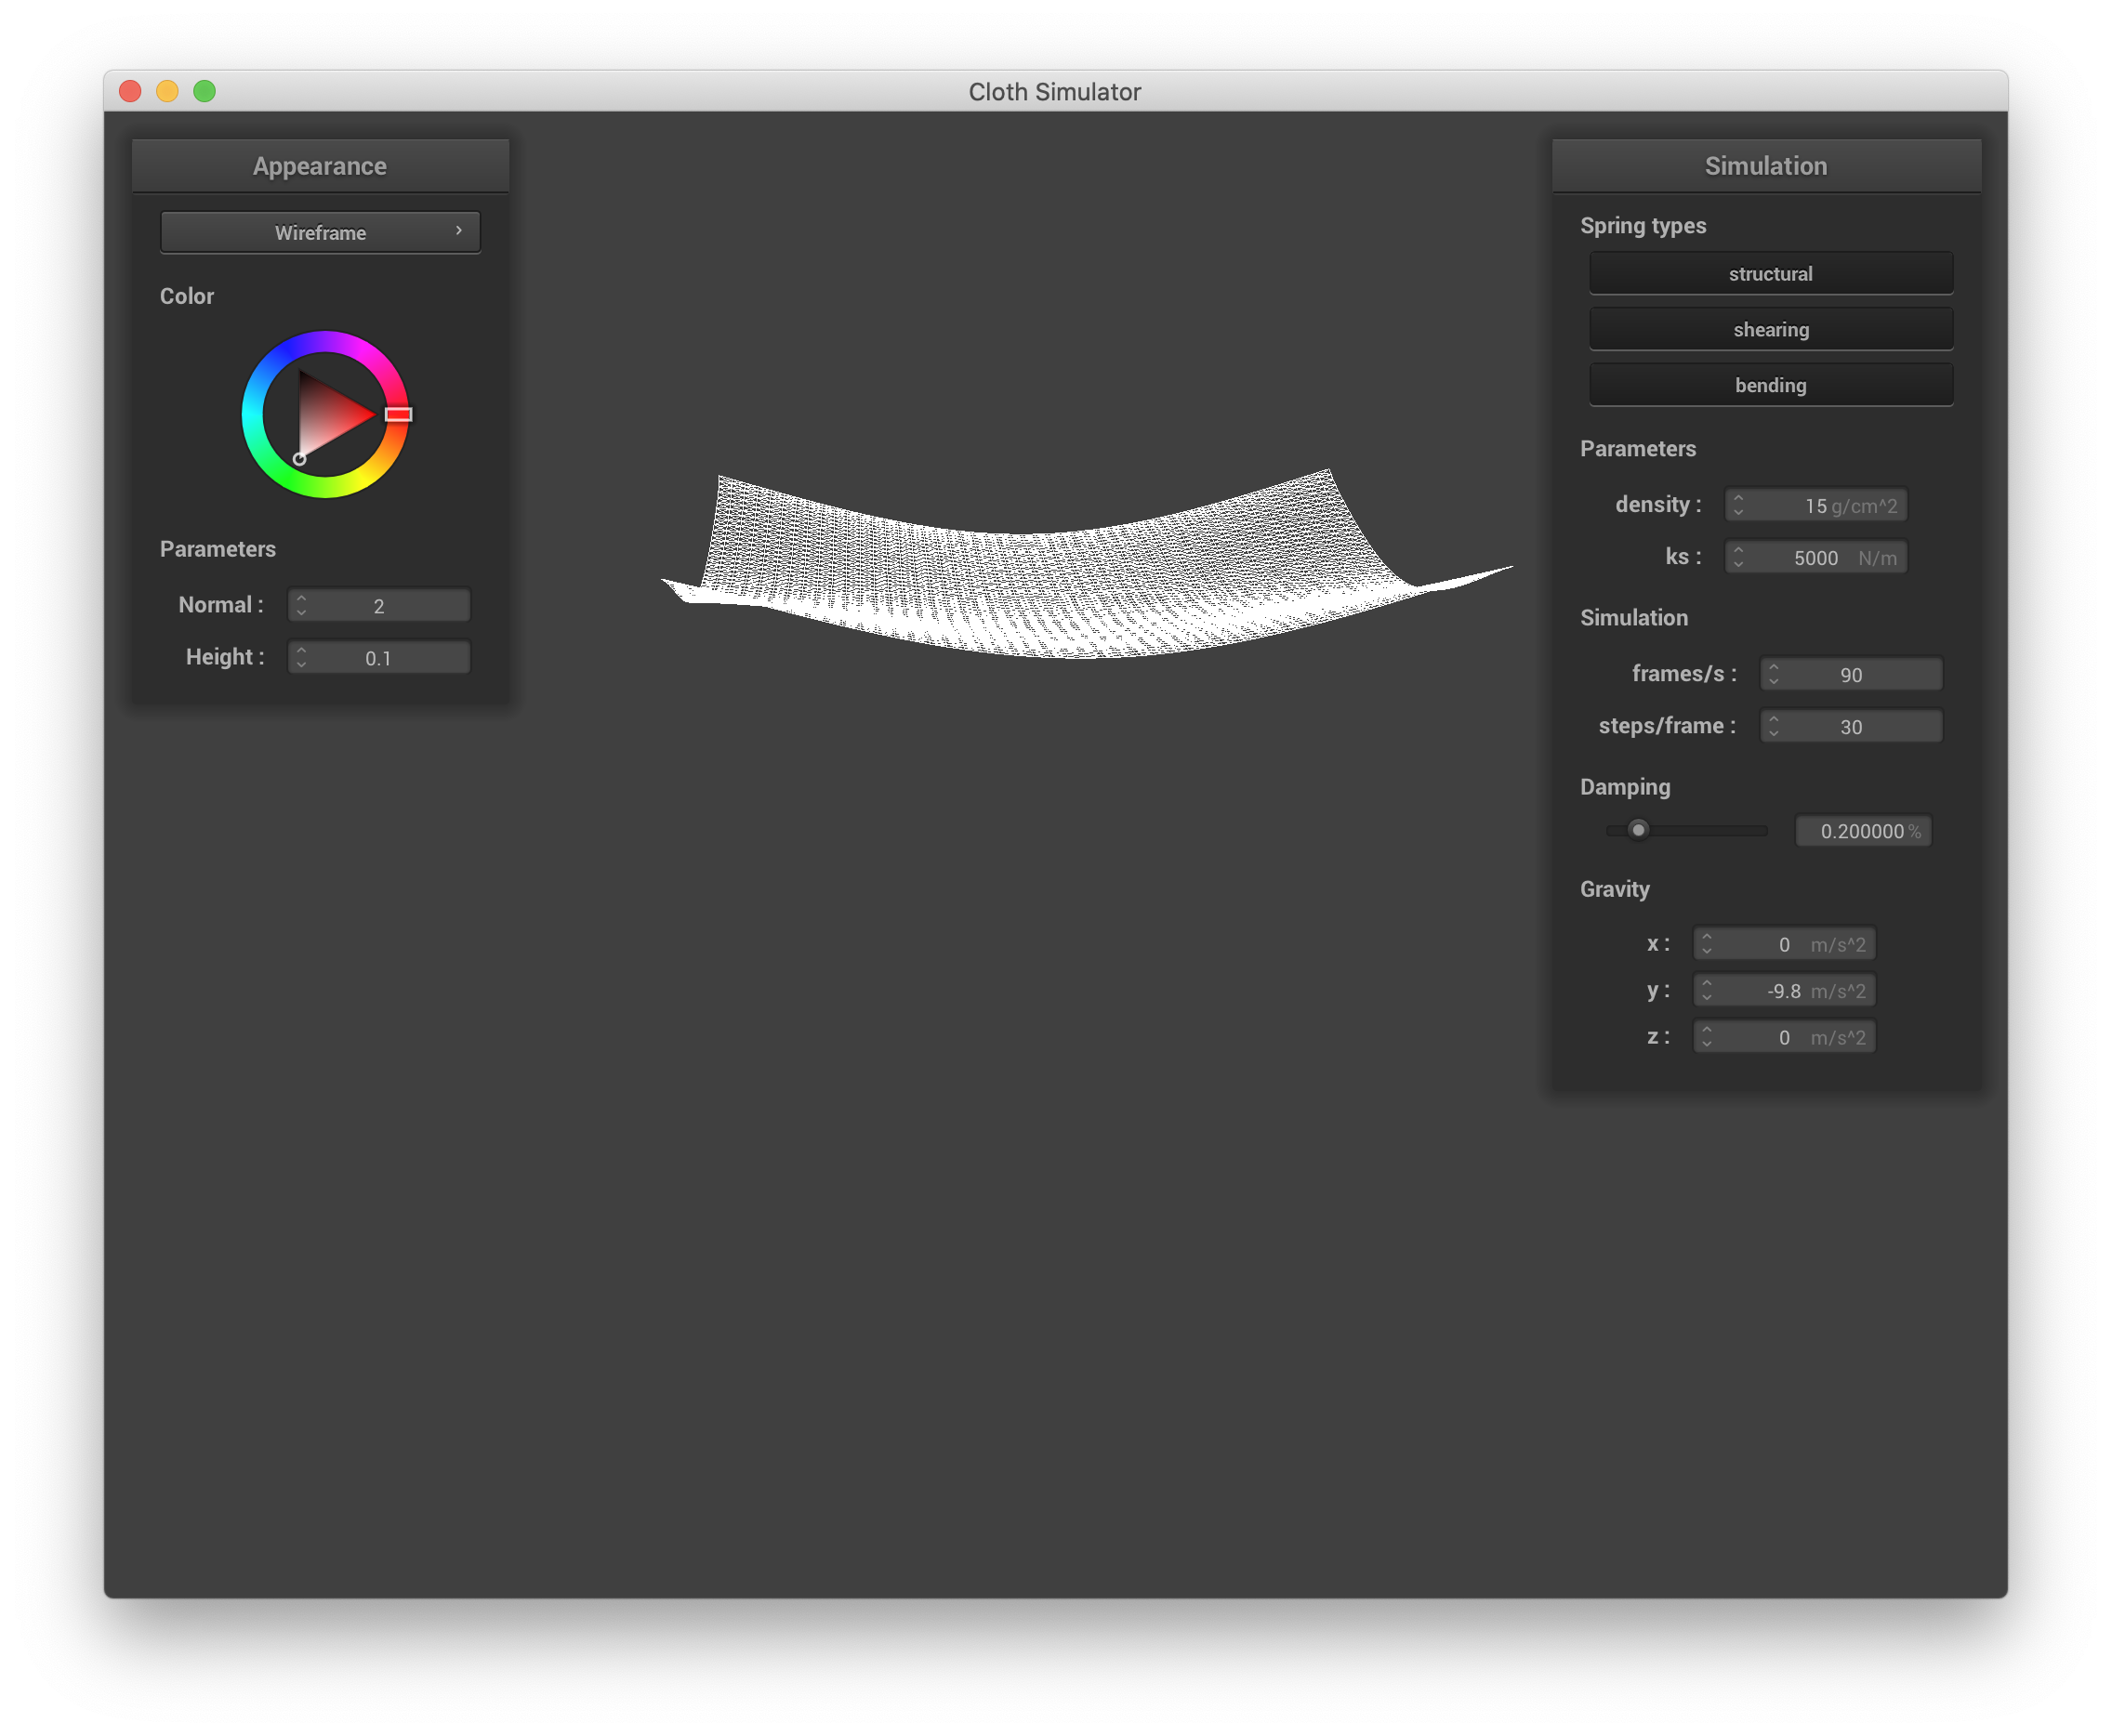 Cloth Simulator
Appearance
Wireframe
Color
Parameters
Normal : 2
Height : 0.1
Simulation
Spring types
structural
shearing
bending
Parameters
density : 15 g/cm^2
ks : 5000 N/m
Simulation
frames/s : 90
steps/frame : 30
Damping
0.200000 %
Gravity
x : 0 m/s^2
y : -9.8 m/s^2
z : 0 m/s^2